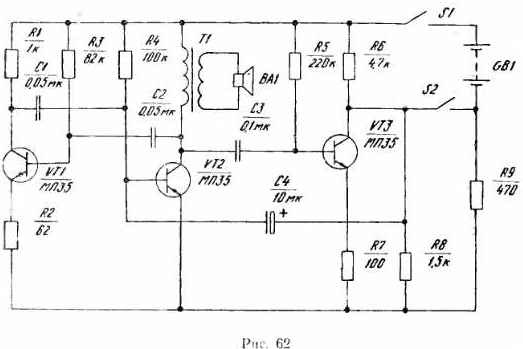 R1
1к
C1
0,05мк
R3
62к
R4
100к
T1
BA1
R5
220к
R6
4,7к
S1
GB1
S2
C2
0,05мк
C3
0,1мк
VT1
МП35
VT2
МП35
VT3
МП35
R2
62
C4
10мк
+
R7
100
R8
1,5к
R9
470
Рис. 62